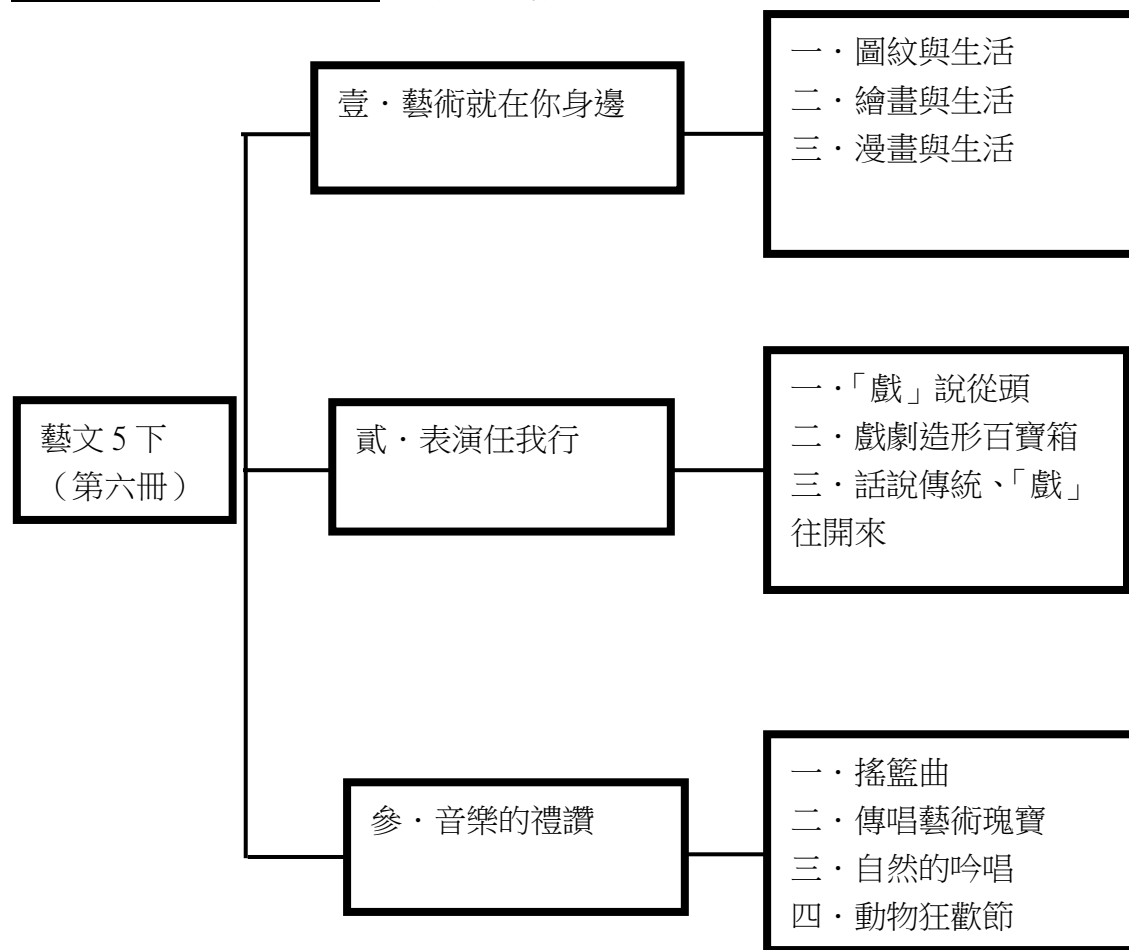 藝文 5 下
（第六冊）
壹．藝術就在你身邊
一．圖紋與生活
二．繪畫與生活
三．漫畫與生活
貳．表演任我行
一．「戲」說從頭
二．戲劇造形百寶箱
三．話說傳統、「戲」
往開來
參．音樂的禮讚
一．搖籃曲
二．傳唱藝術瑰寶
三．自然的吟唱
四．動物狂歡節